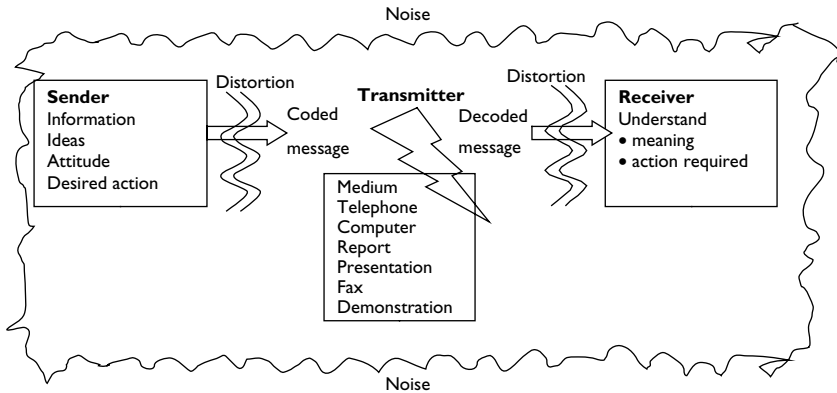 Noise
Distortion
Distortion
Sender
Information
Ideas
Attitude
Desired action
Coded
message
Transmitter
Decoded
message
Receiver
Understand
• meaning
• action required
Medium
Telephone
Computer
Report
Presentation
Fax
Demonstration
Noise